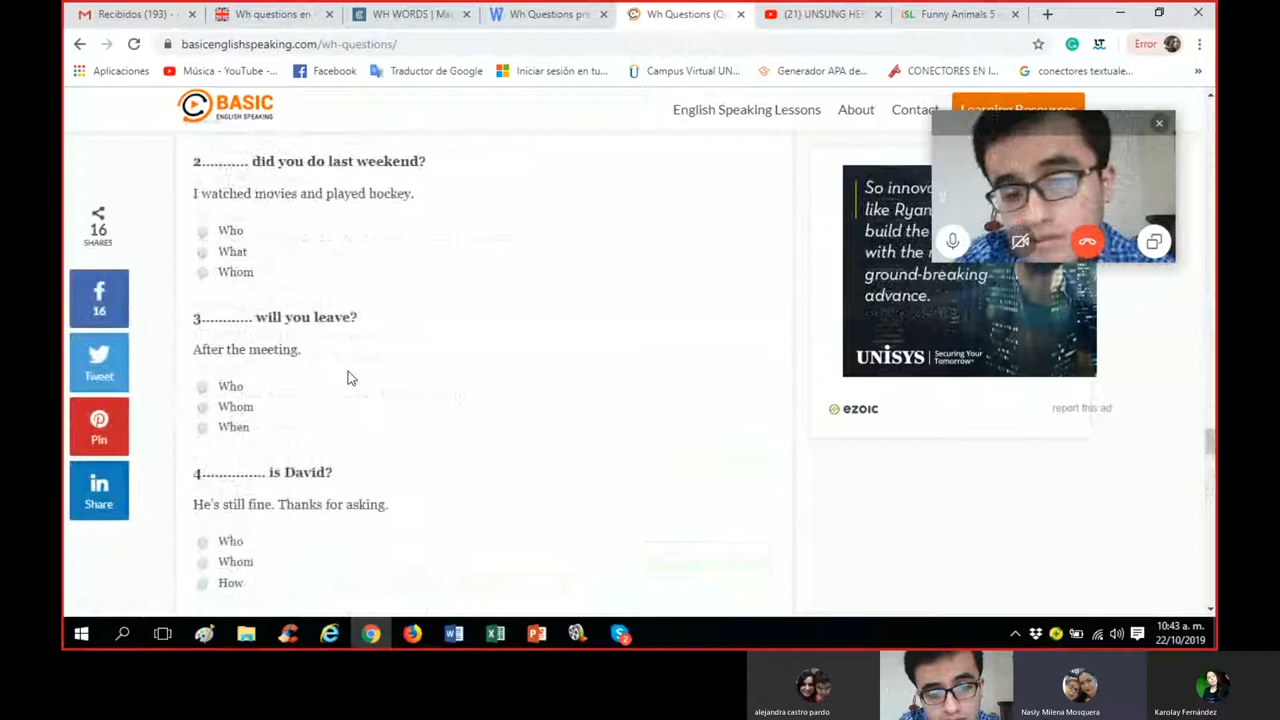 Recibidos (193) -
Wh questions en
WH WORDS | Ma
Wh Questions pr
Wh Questions (Q
(21) UNSUNG HE
Funny Animals 5
basicenglishspeaking.com/wh-questions/
Error
Aplicaciones
Música - YouTube -...
Facebook
Traductor de Google
Iniciar sesión en tu...
Campus Virtual UN...
Generador APA de...
CONECTORES EN I...
conectores textuale...
BASIC
ENGLISH SPEAKING
English Speaking Lessons
About
Contact
Learning Resources
2........... did you do last weekend?
I watched movies and played hockey.
Who
What
Whom
16
SHARES
16
Tweet
Pin
Share
3............ will you leave?
After the meeting.
Who
Whom
When
4............... is David?
He's still fine. Thanks for asking.
Who
Whom
How
So innov
like Ryan
build the
with the
ground-breaking
advance.
UNISYS | Securing Your
Tomorrow
ezoic
report this ad
10:43 a. m.
22/10/2019
alejandra castro pardo
Nasly Milena Mosquera
Karolay Fernández